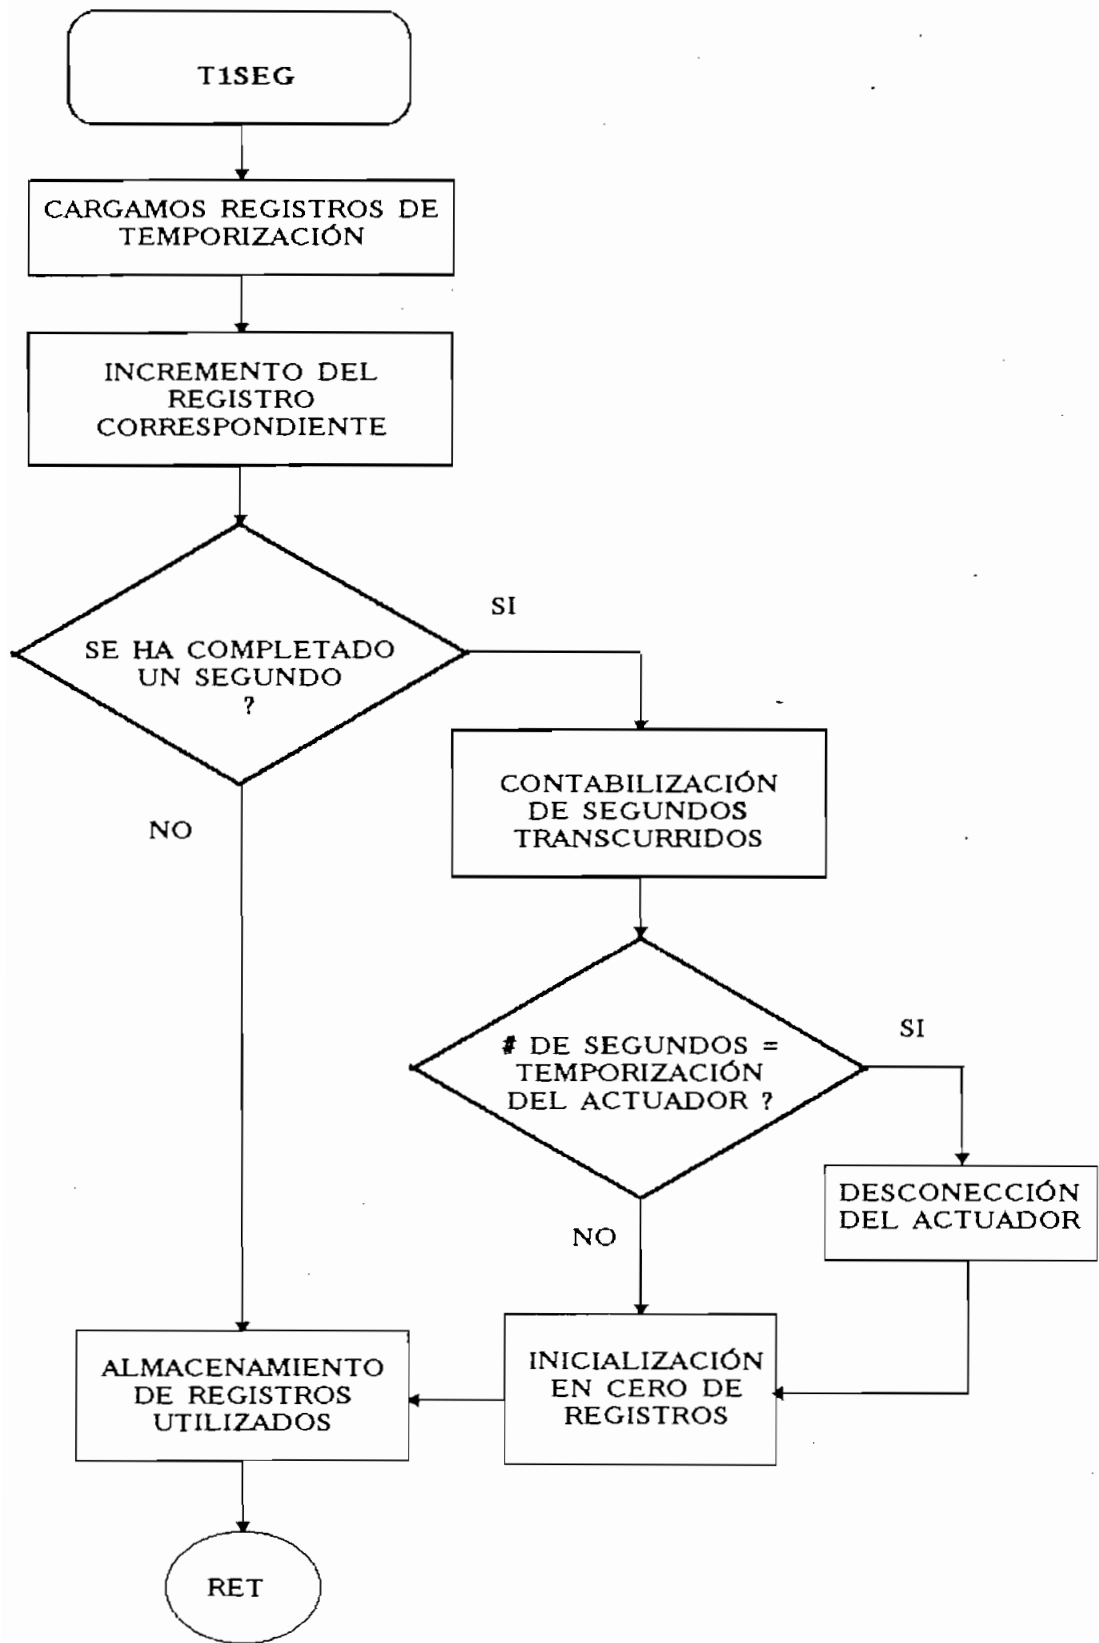 T1SEG
CARGAMOS REGISTROS DE
TEMPORIZACIÓN
INCREMENTO DEL
REGISTRO
CORRESPONDIENTE
SE HA COMPLETADO
UN SEGUNDO
?
SI
NO
CONTABILIZACIÓN
DE SEGUNDOS
TRANSCURRIDOS
# DE SEGUNDOS =
TEMPORIZACIÓN
DEL ACTUADOR ?
SI
NO
DESCONECCIÓN
DEL ACTUADOR
INICIALIZACIÓN
EN CERO DE
REGISTROS
ALMACENAMIENTO
DE REGISTROS
UTILIZADOS
RET